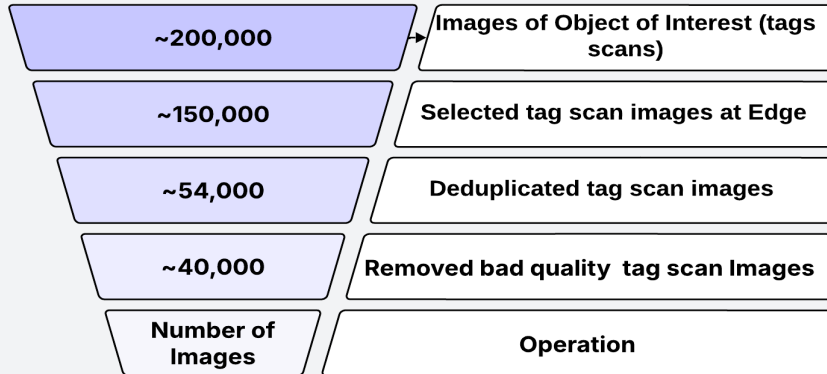 ~200,000
Images of Object of Interest (tags
scans)
~150,000
Selected tag scan images at Edge
~54,000
Deduplicated tag scan images
~40,000
Removed bad quality  tag scan Images
Number of
Images
Operation